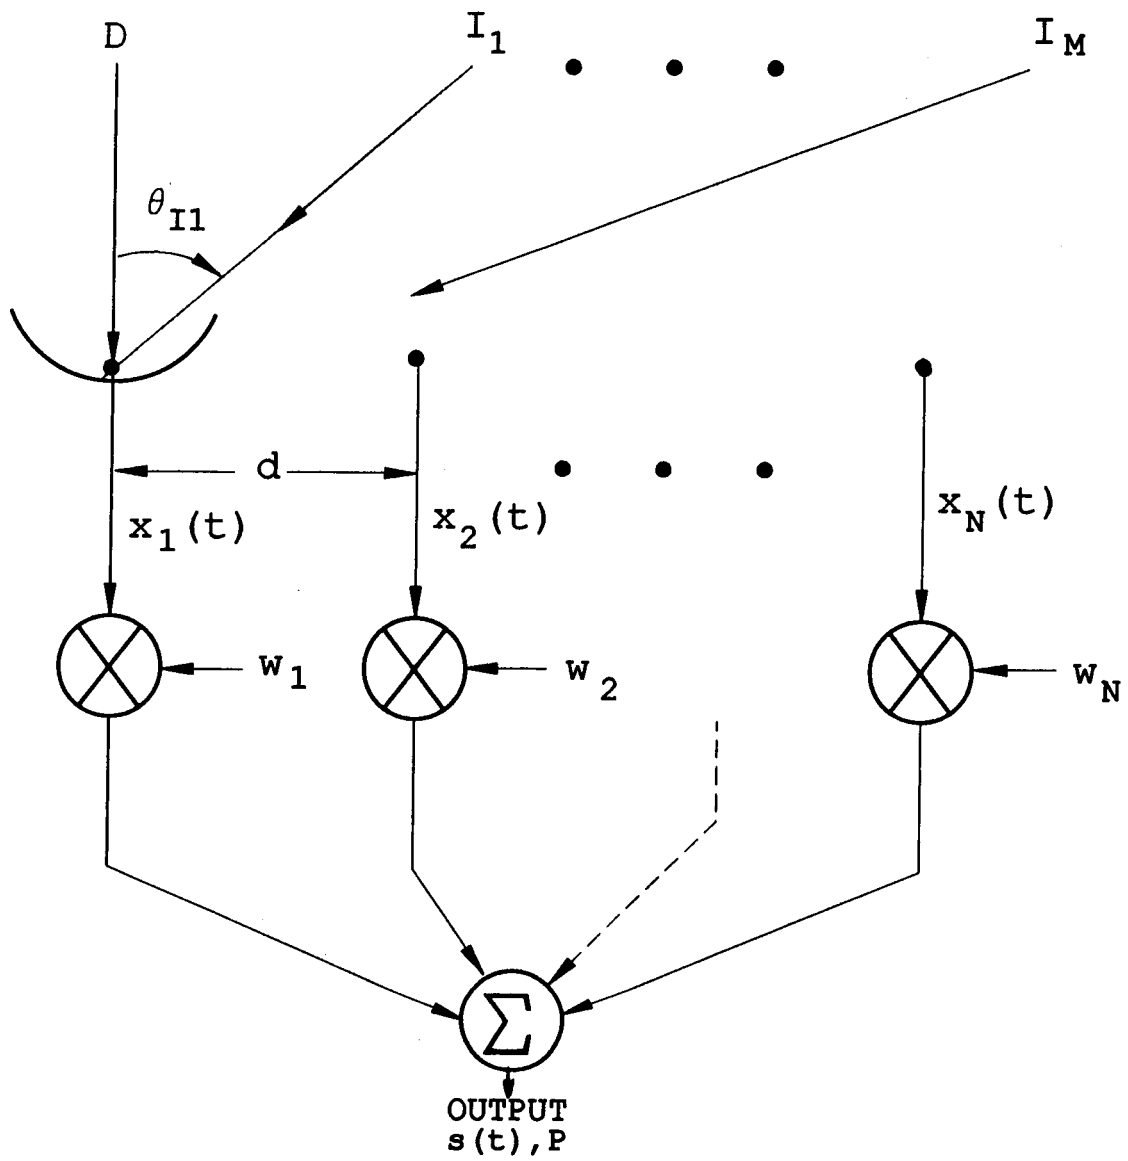 D
I1
IM
θI1
d
x1(t)
x2(t)
xN(t)
w1
w2
wN
Σ
OUTPUT
s(t),P